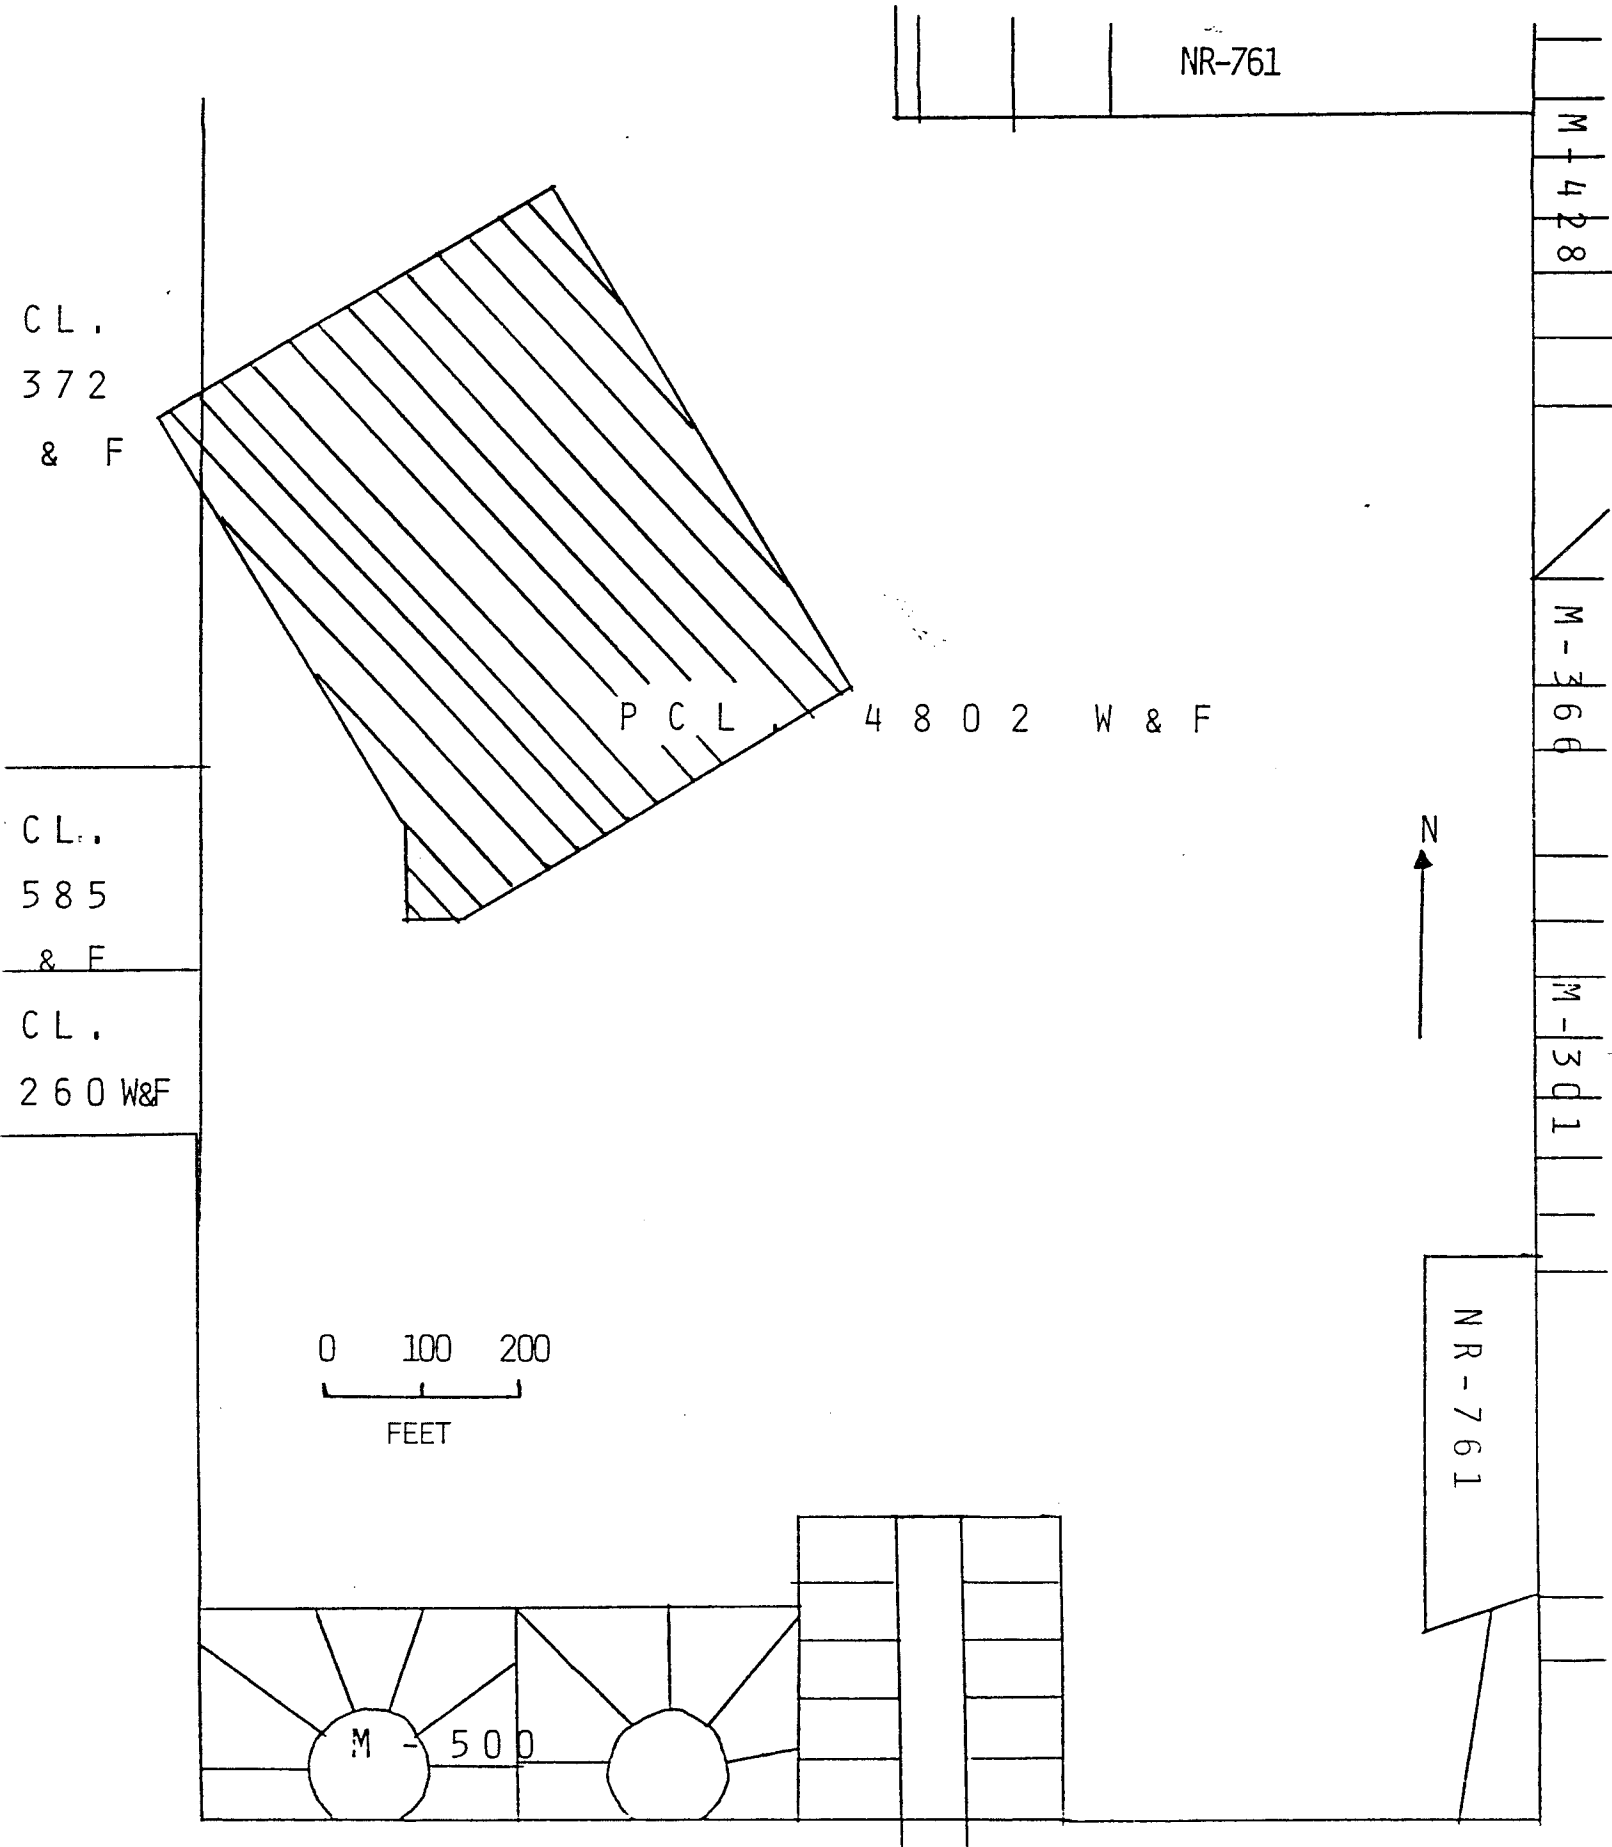 NR-761
M-428
CL.
372
& F
M-366
PCL. 4802 W & F
CL.
585
& F
N
CL.
260 W&F
M-301
NR-761
0 100 200
FEET
M-500